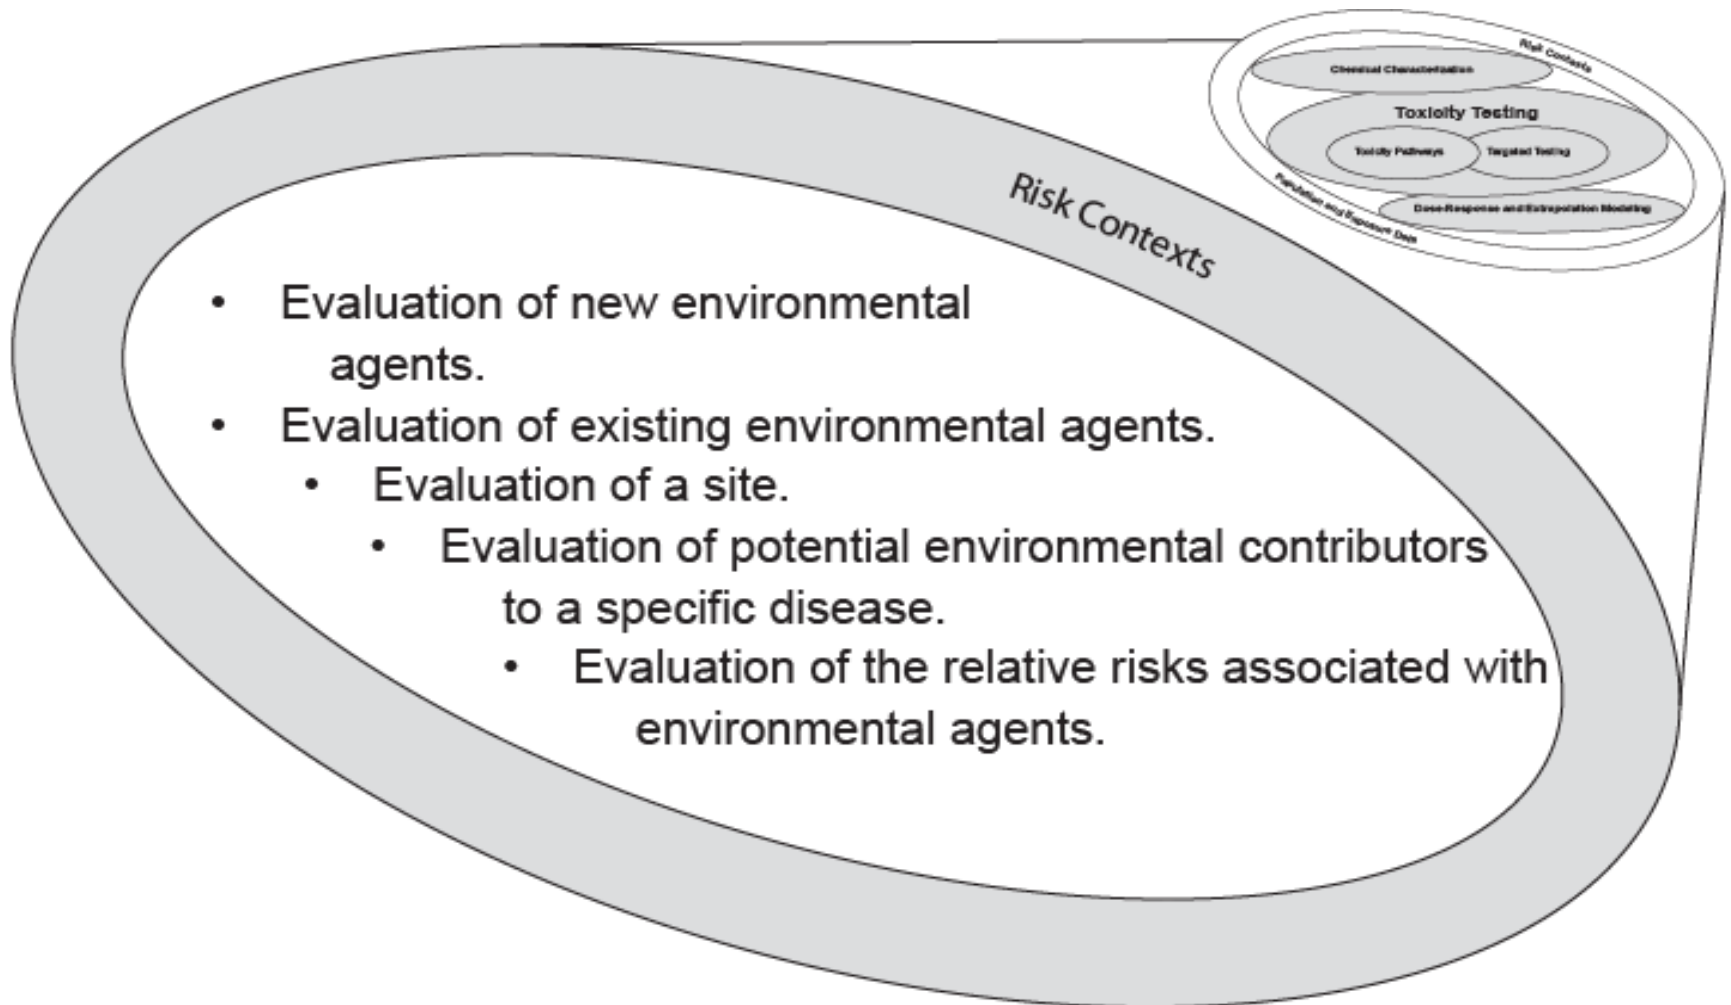 Risk Contexts
Chemical Characterization
Toxicity Testing
Toxicity Pathways
Targeted Testing
Dose-Response and Extrapolation Modeling
Population and Exposure Data
Risk Contexts
• Evaluation of new environmental
agents.
• Evaluation of existing environmental agents.
• Evaluation of a site.
• Evaluation of potential environmental contributors
to a specific disease.
• Evaluation of the relative risks associated with
environmental agents.